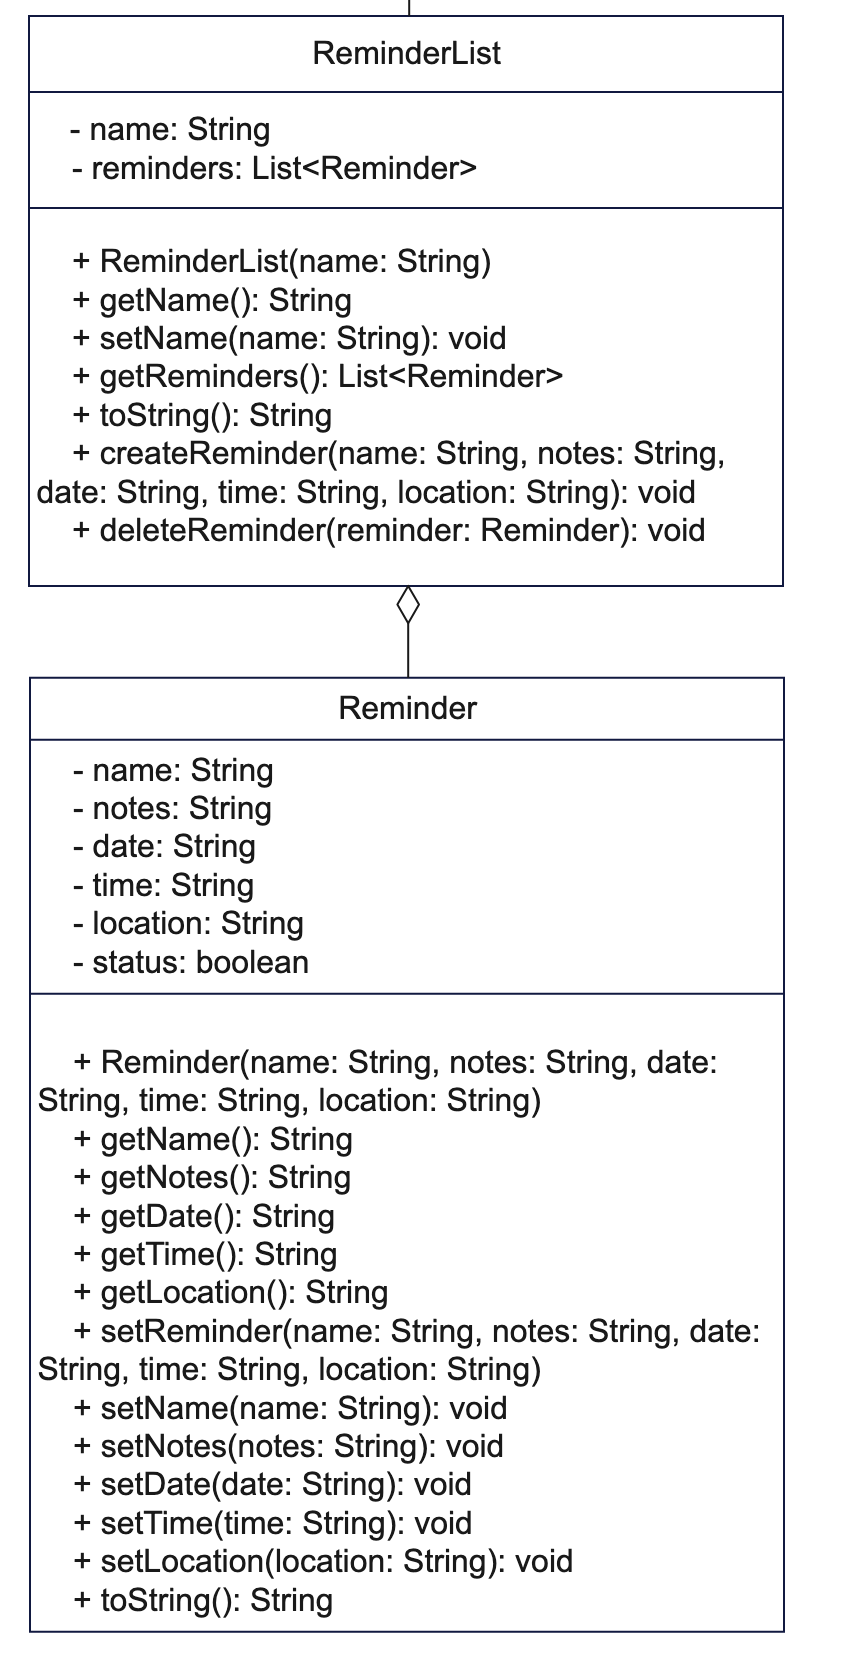 ReminderList
- name: String
- reminders: List<Reminder>
+ ReminderList(name: String)
+ getName(): String
+ setName(name: String): void
+ getReminders(): List<Reminder>
+ toString(): String
+ createReminder(name: String, notes: String,
date: String, time: String, location: String): void
+ deleteReminder(reminder: Reminder): void
Reminder
- name: String
- notes: String
- date: String
- time: String
- location: String
- status: boolean
+ Reminder(name: String, notes: String, date:
String, time: String, location: String)
+ getName(): String
+ getNotes(): String
+ getDate(): String
+ getTime(): String
+ getLocation(): String
+ setReminder(name: String, notes: String, date:
String, time: String, location: String)
+ setName(name: String): void
+ setNotes(notes: String): void
+ setDate(date: String): void
+ setTime(time: String): void
+ setLocation(location: String): void
+ toString(): String